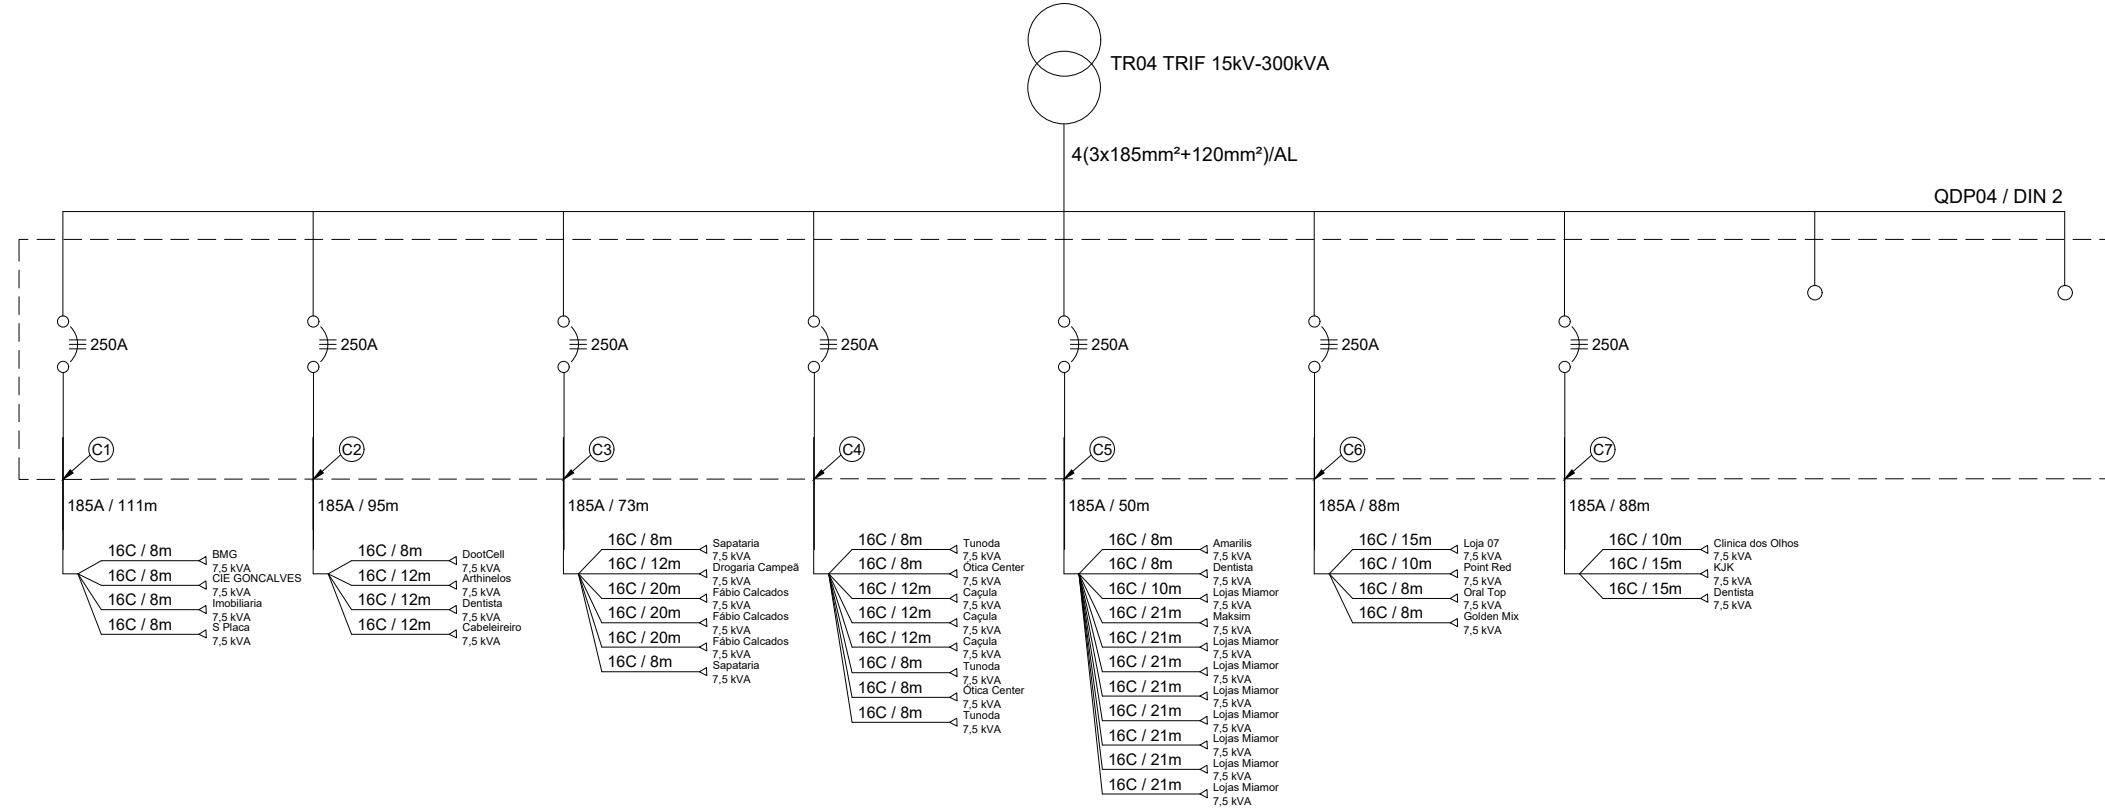 TR04 TRIF 15kV-300kVA
4(3x185mm²+120mm²)/AL
QDP04 / DIN 2
250A
250A
250A
250A
250A
250A
250A
C1
C2
C3
C4
C5
C6
C7
185A / 111m
185A / 95m
185A / 73m
185A / 50m
185A / 88m
185A / 88m
16C / 8m BMG
7,5 kVA
16C / 8m CIE GONCALVES
7,5 kVA
16C / 8m Imobiliaria
7,5 kVA
16C / 8m S Placa
7,5 kVA
16C / 8m DootCell
7,5 kVA
16C / 12m Arthinelos
7,5 kVA
16C / 12m Dentista
7,5 kVA
16C / 12m Cabeleireiro
7,5 kVA
16C / 8m Sapataria
7,5 kVA
16C / 12m Drogaria Campeã
7,5 kVA
16C / 20m Fábio Calcados
7,5 kVA
16C / 20m Fábio Calcados
7,5 kVA
16C / 20m Fábio Calcados
7,5 kVA
16C / 8m Sapataria
7,5 kVA
16C / 8m Tunoda
7,5 kVA
16C / 8m Ótica Center
7,5 kVA
16C / 12m Caçula
7,5 kVA
16C / 12m Caçula
7,5 kVA
16C / 12m Caçula
7,5 kVA
16C / 8m Tunoda
7,5 kVA
16C / 8m Ótica Center
7,5 kVA
16C / 8m Tunoda
7,5 kVA
16C / 8m Amarilis
7,5 kVA
16C / 8m Dentista
7,5 kVA
16C / 10m Lojas Miamor
7,5 kVA
16C / 21m Maksim
7,5 kVA
16C / 21m Lojas Miamor
7,5 kVA
16C / 21m Lojas Miamor
7,5 kVA
16C / 21m Lojas Miamor
7,5 kVA
16C / 21m Lojas Miamor
7,5 kVA
16C / 21m Lojas Miamor
7,5 kVA
16C / 21m Lojas Miamor
7,5 kVA
16C / 21m Lojas Miamor
7,5 kVA
16C / 15m Loja 07
7,5 kVA
16C / 10m Point Red
7,5 kVA
16C / 8m Oral Top
7,5 kVA
16C / 8m Golden Mix
7,5 kVA
16C / 10m Clinica dos Olhos
7,5 kVA
16C / 15m KJK
7,5 kVA
16C / 15m Dentista
7,5 kVA